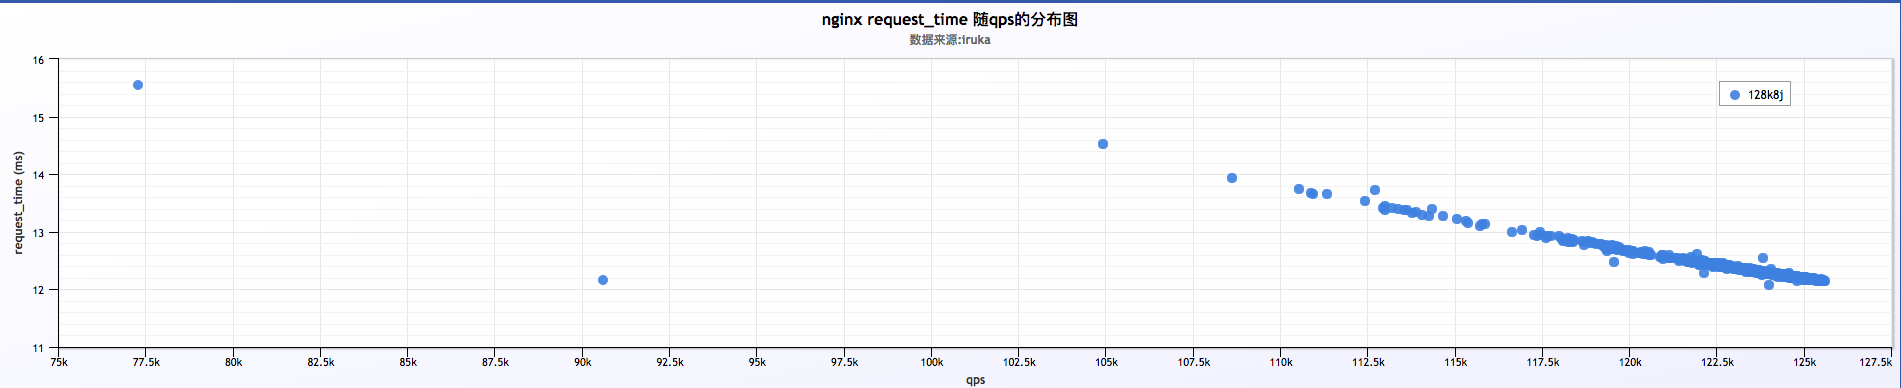 nginx request_time 随qps的分布图
数据来源:iruka
16
15
14
13
12
11
request_time (ms)
128k8j
75k 77.5k 80k 82.5k 85k 87.5k 90k 92.5k 95k 97.5k 100k 102.5k 105k 107.5k 110k 112.5k 115k 117.5k 120k 122.5k 125k 127.5k
qps